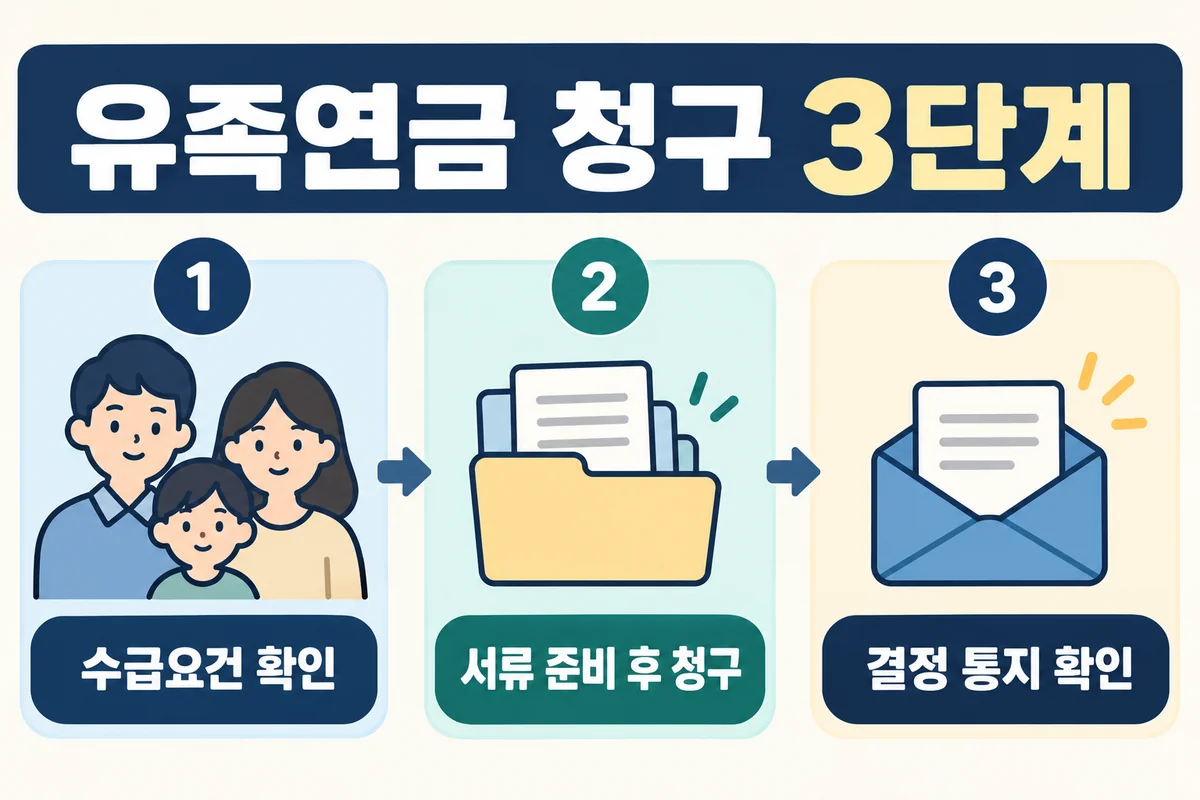 유족연금 청구 3단계
1
수급요건 확인
2
서류 준비 후 청구
3
결정 통지 확인